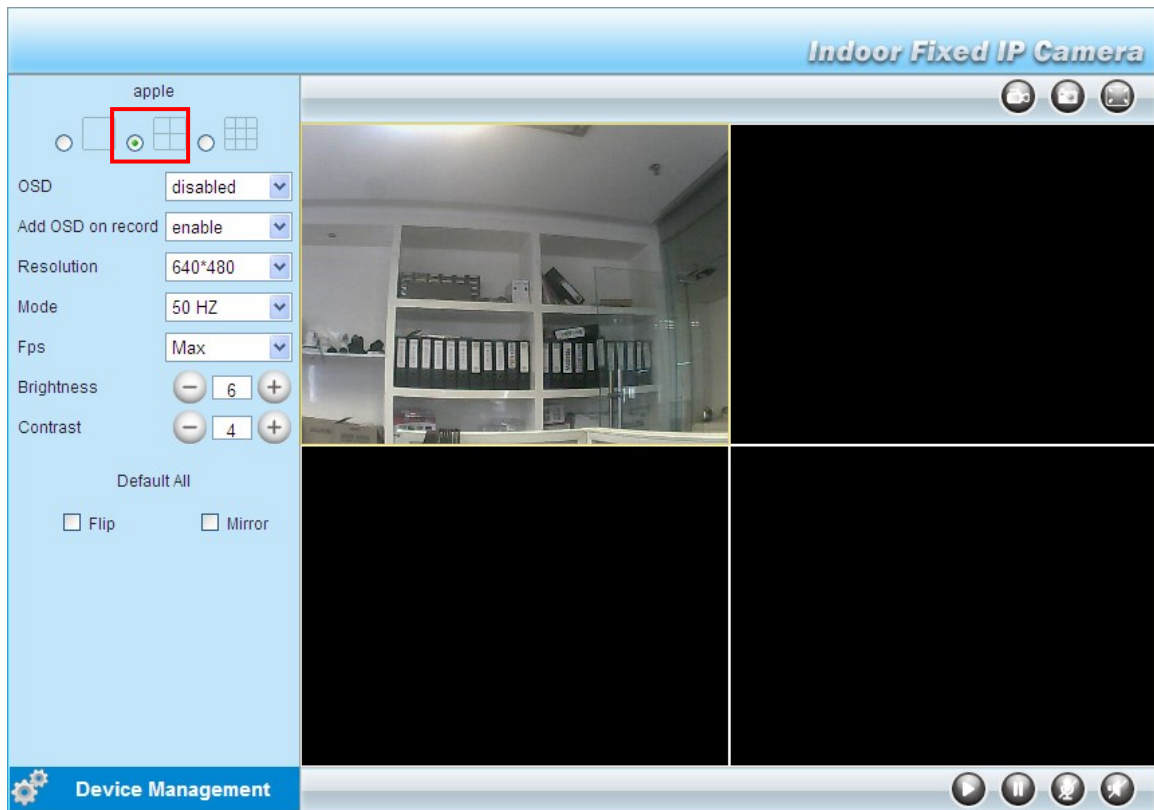 Indoor Fixed IP Camera
apple
OSD disabled
Add OSD on record enable
Resolution 640*480
Mode 50 HZ
Fps Max
Brightness 6
Contrast 4
Default All
Flip Mirror
Device Management